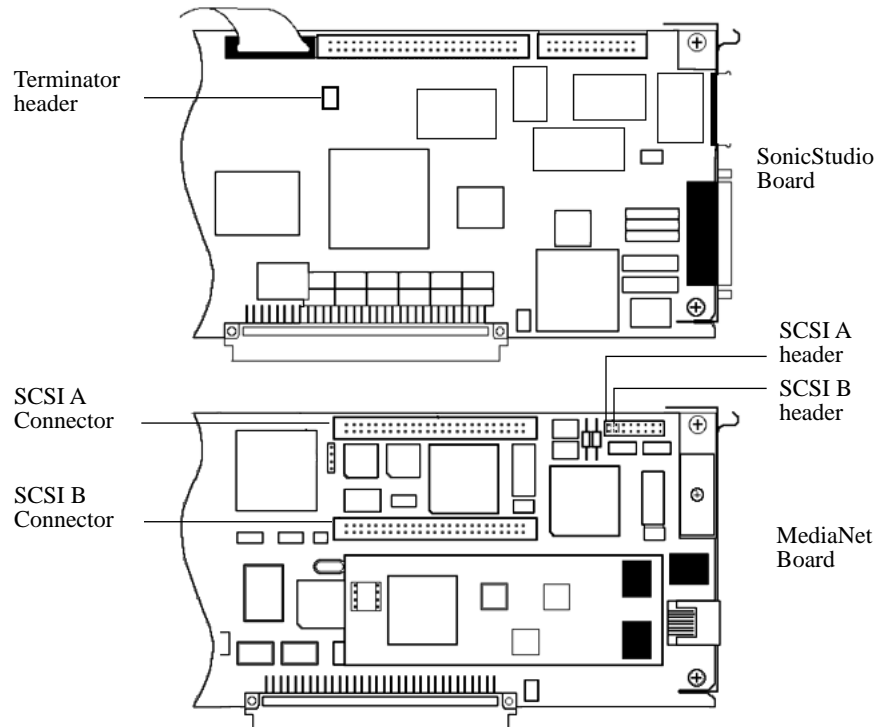 Terminator
header
SonicStudio
Board
SCSI A
header
SCSI B
header
SCSI A
Connector
SCSI B
Connector
MediaNet
Board